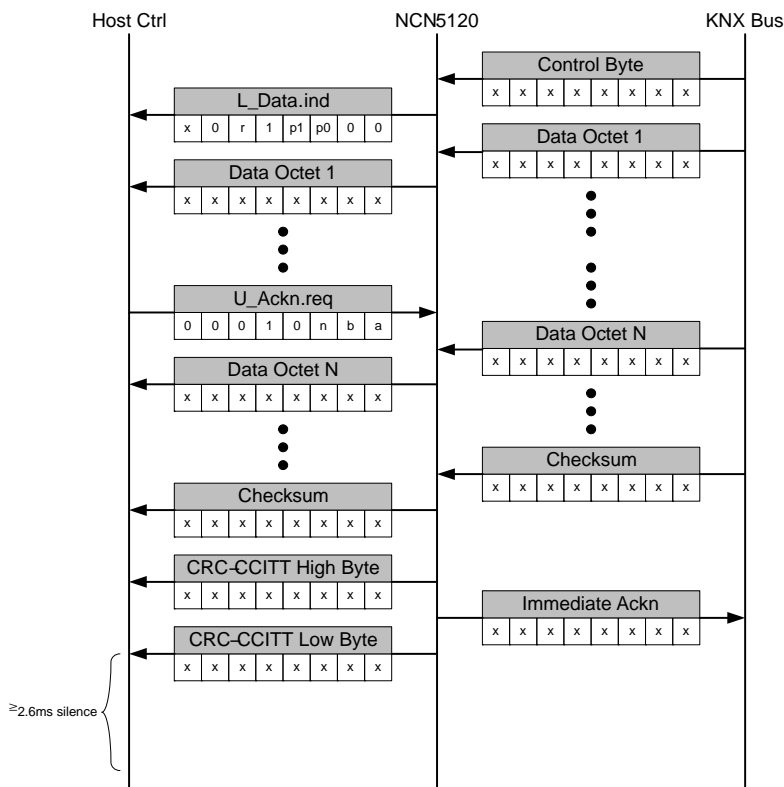 Host Ctrl NCN5120 KNX Bus
Control Byte
x x x x x x x x
L_Data.ind
x 0 r 1 p1 p0 0 0
Data Octet 1
x x x x x x x x
Data Octet 1
x x x x x x x x
U_Ackn.req
0 0 0 1 0 n b a
Data Octet N
x x x x x x x x
Data Octet N
x x x x x x x x
Checksum
x x x x x x x x
Checksum
x x x x x x x x
CRC–CCITT High Byte
x x x x x x x x
Immediate Ackn
x x x x x x x x
CRC–CCITT Low Byte
x x x x x x x x
≥2.6ms silence